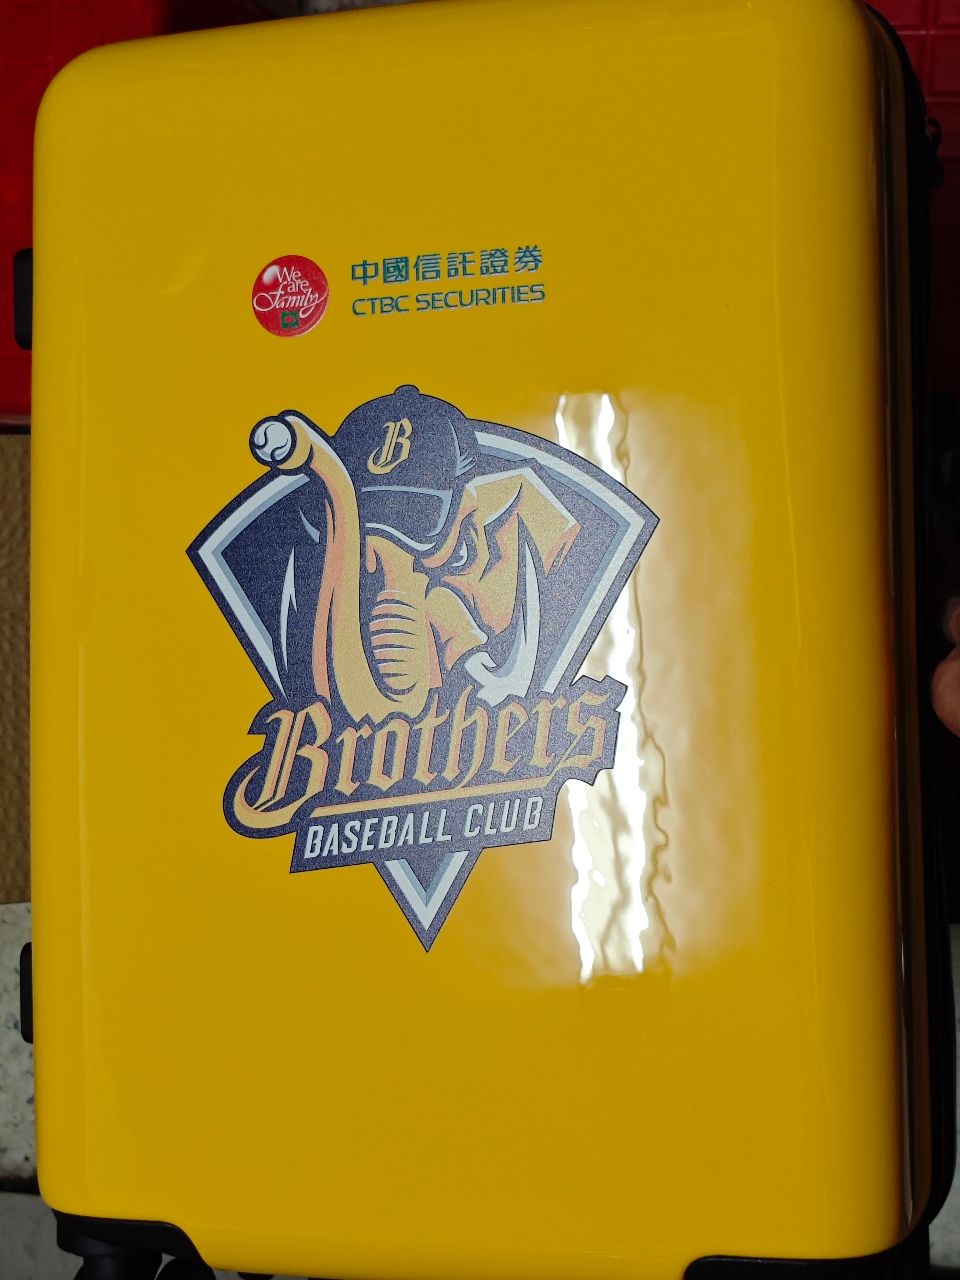 We
are
Family
中國信託證券
CTBC SECURITIES
B
Brothers
BASEBALL CLUB